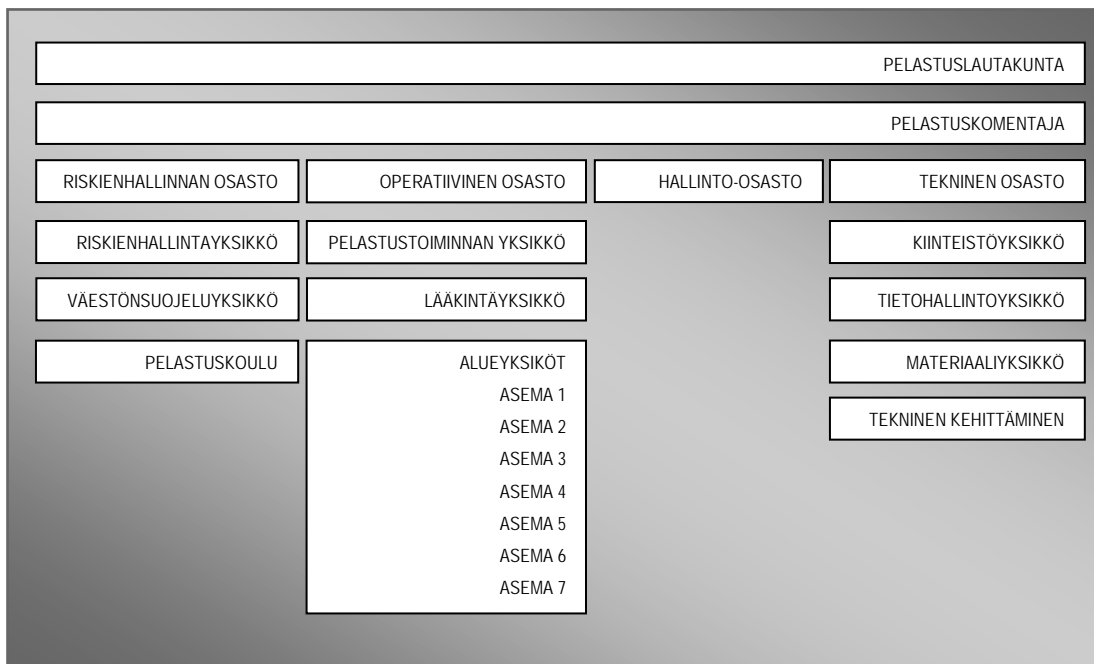 PELASTUSLAUTAKUNTA
PELASTUSKOMENTAJA
RISKIENHALLINNAN OSASTO
OPERATIIVINEN OSASTO
HALLINTO-OSASTO
TEKNINEN OSASTO
RISKIENHALLINTAYKSIKKÖ
PELASTUSTOIMINNAN YKSIKKÖ
KIINTEISTÖYKSIKKÖ
VÄESTÖNSUOJELUYKSIKKÖ
LÄÄKINTÄYKSIKKÖ
TIETOHALLINTOYKSIKKÖ
PELASTUSKOULU
ALUEYKSIKÖT
ASEMA 1
ASEMA 2
ASEMA 3
ASEMA 4
ASEMA 5
ASEMA 6
ASEMA 7
MATERIAALIYKSIKKÖ
TEKNINEN KEHITTÄMINEN